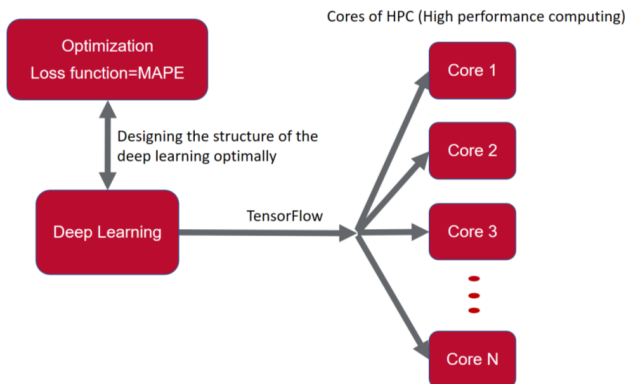 Cores of HPC (High performance computing)
Optimization
Loss function=MAPE
Core 1
Designing the structure of the
deep learning optimally
Core 2
Deep Learning
TensorFlow
Core 3
Core N